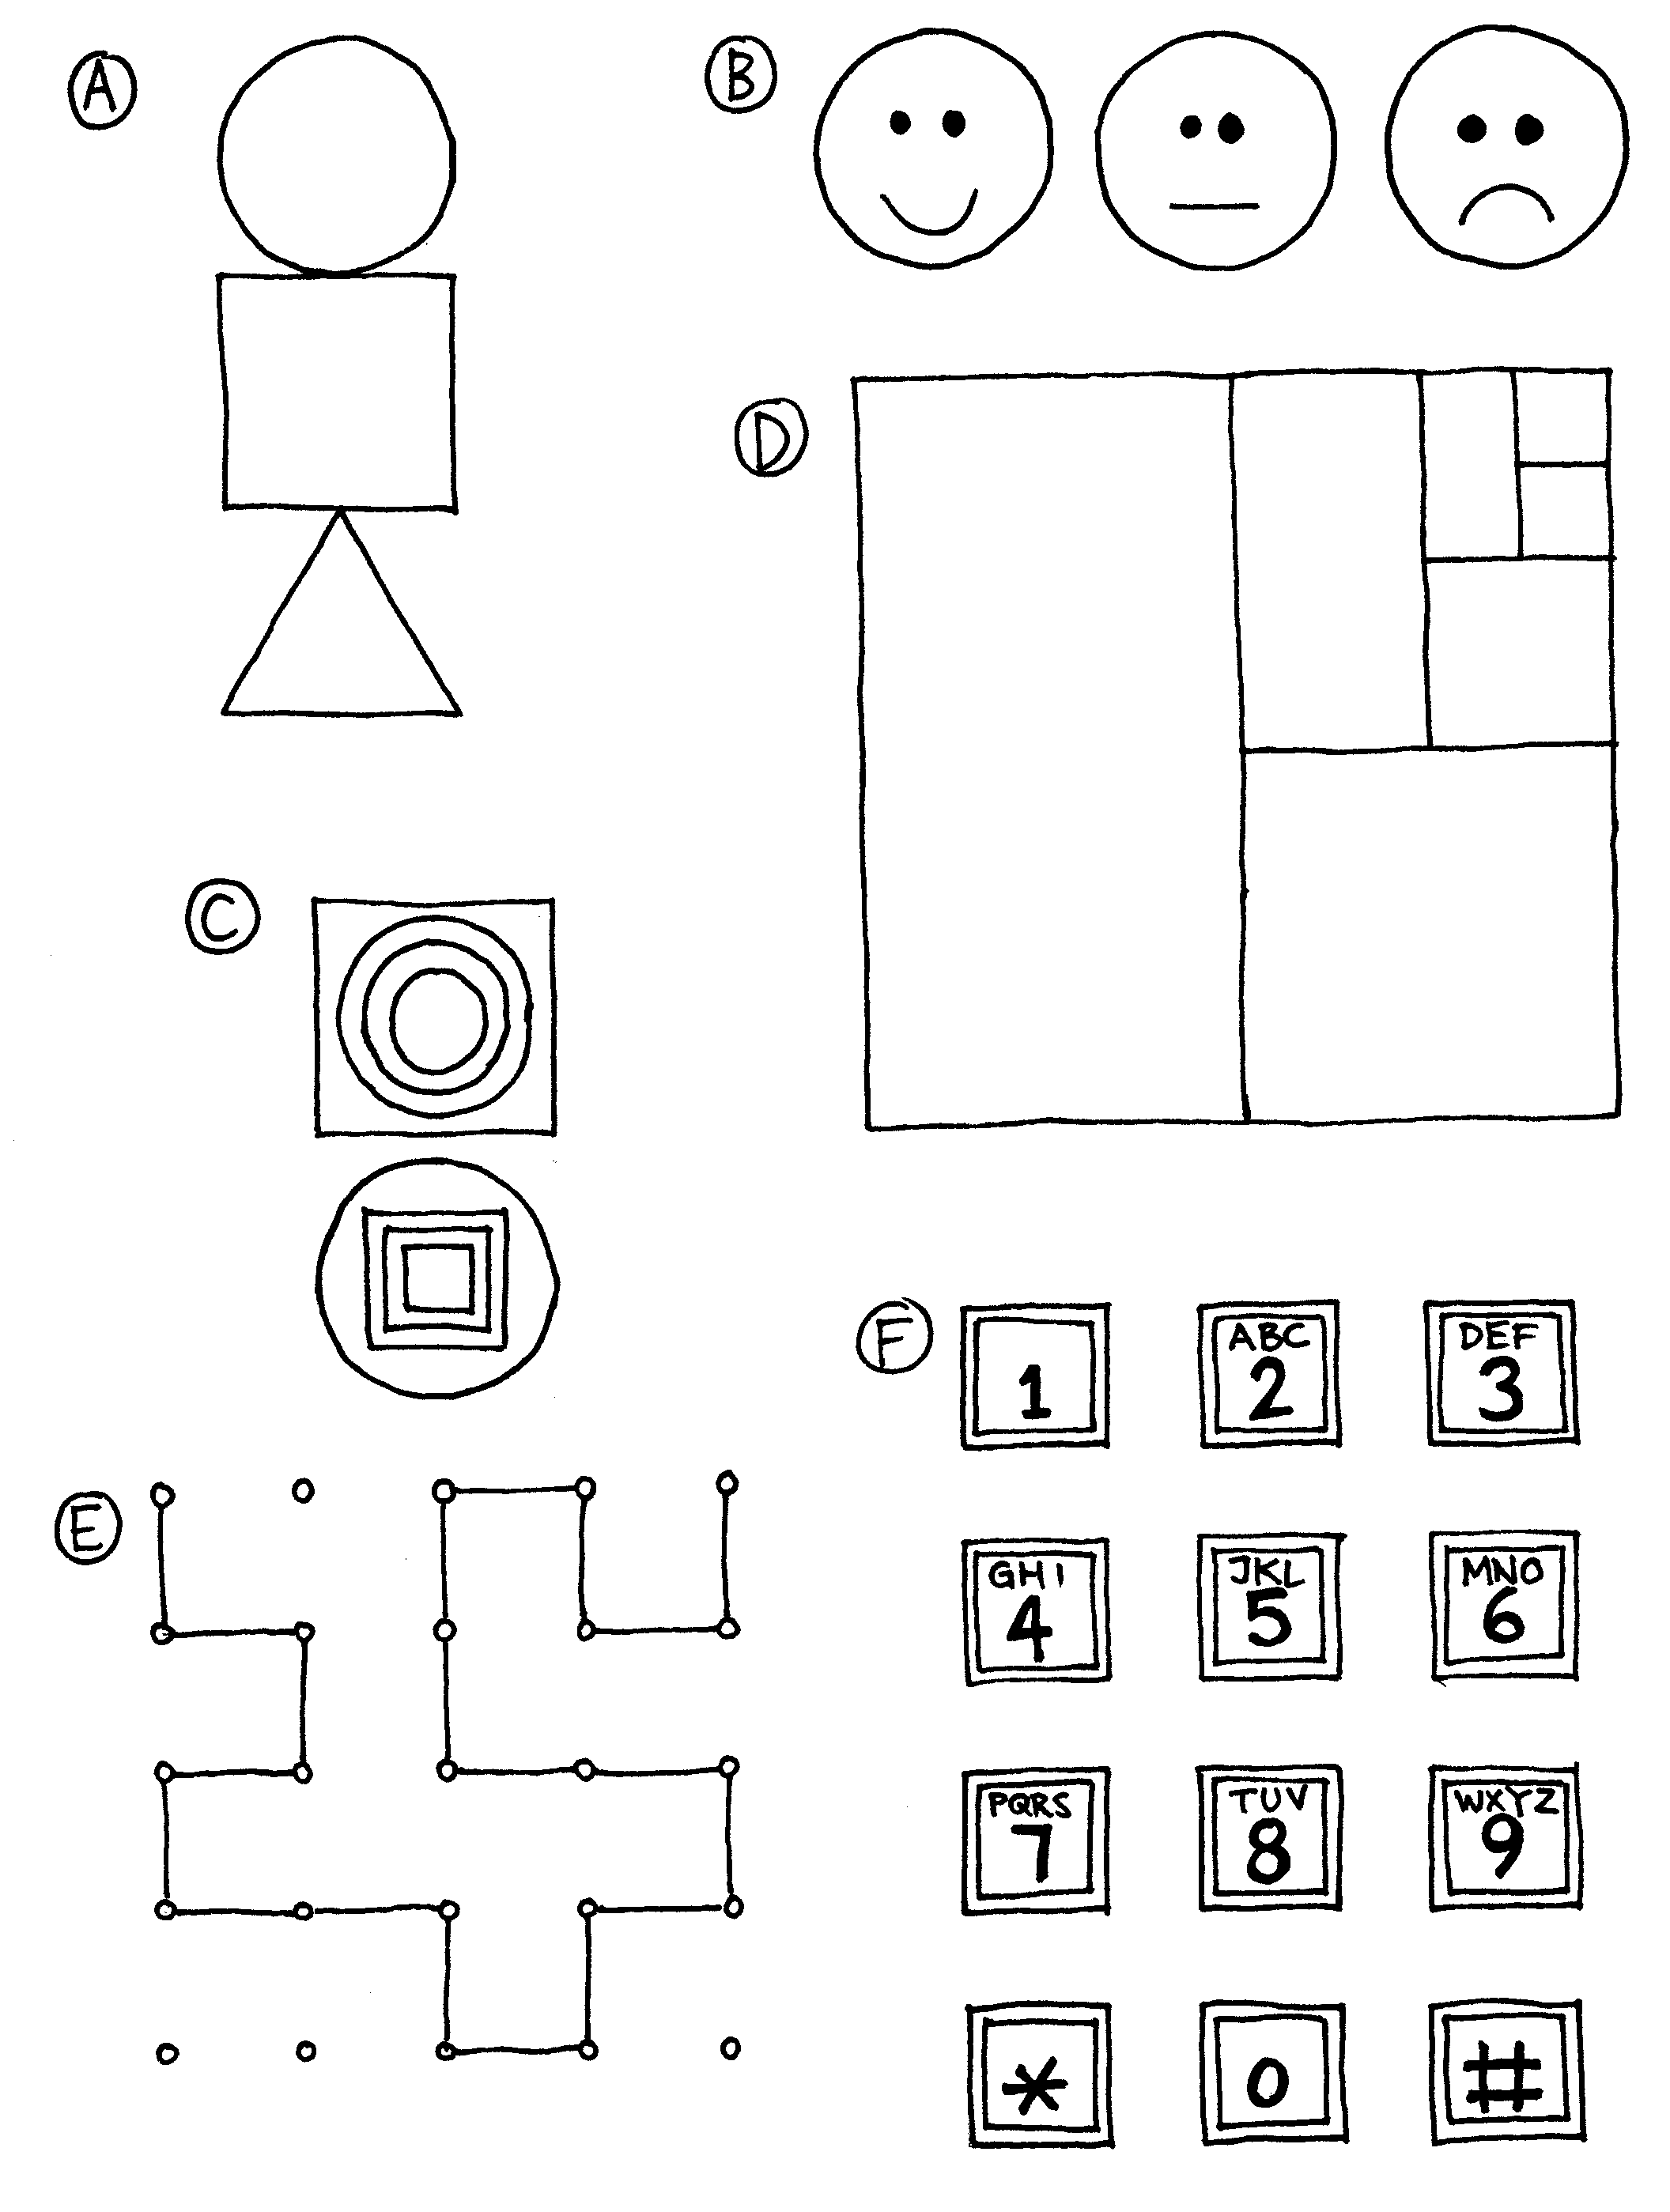 A
B
D
C
F
1
ABC
2
DEF
3
E
GHI
4
JKL
5
MNO
6
PQRS
7
TUV
8
WXYZ
9
*
0
#